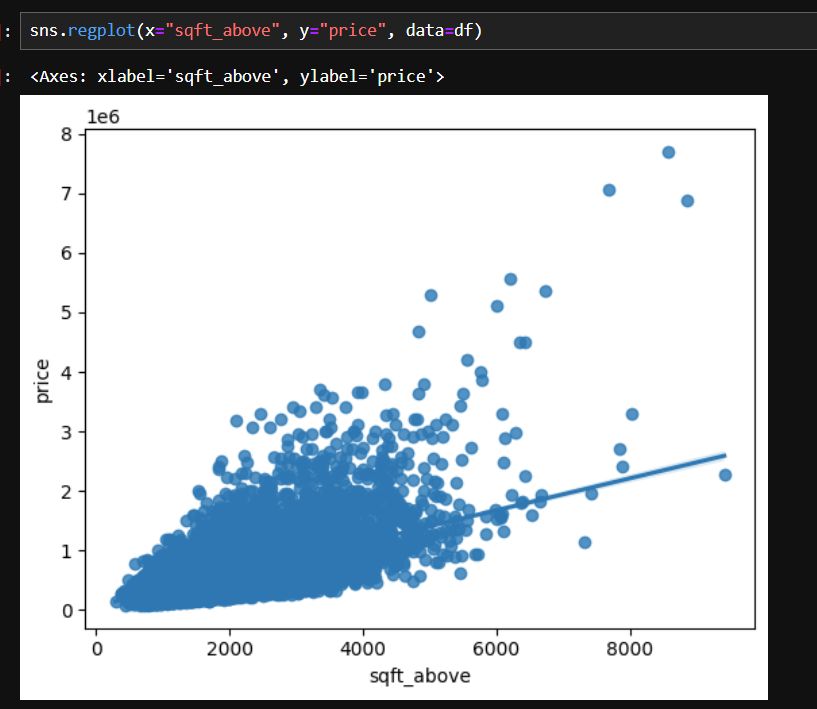 : sns.regplot(x="sqft_above", y="price", data=df)
: <Axes: xlabel='sqft_above', ylabel='price'>
1e6
8
7
6
5
4
3
2
1
0
price
0 2000 4000 6000 8000
sqft_above